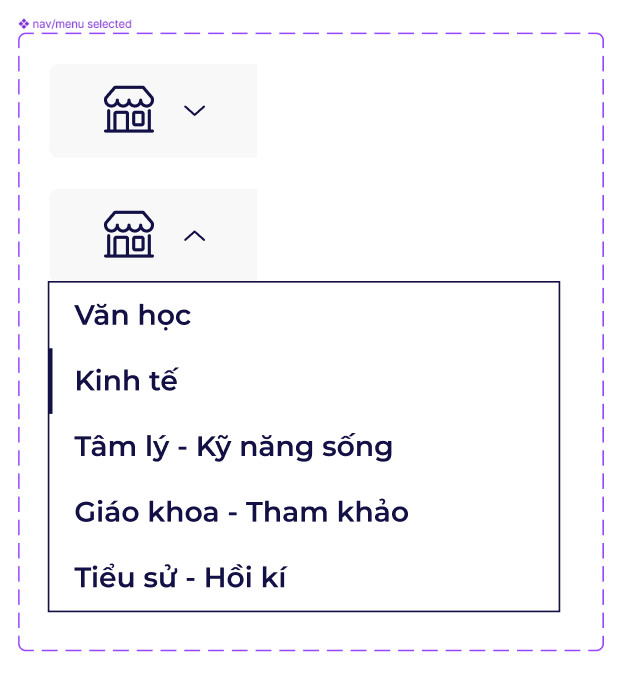 nav/menu selected
Văn học
Kinh tế
Tâm lý - Kỹ năng sống
Giáo khoa - Tham khảo
Tiểu sử - Hồi kí